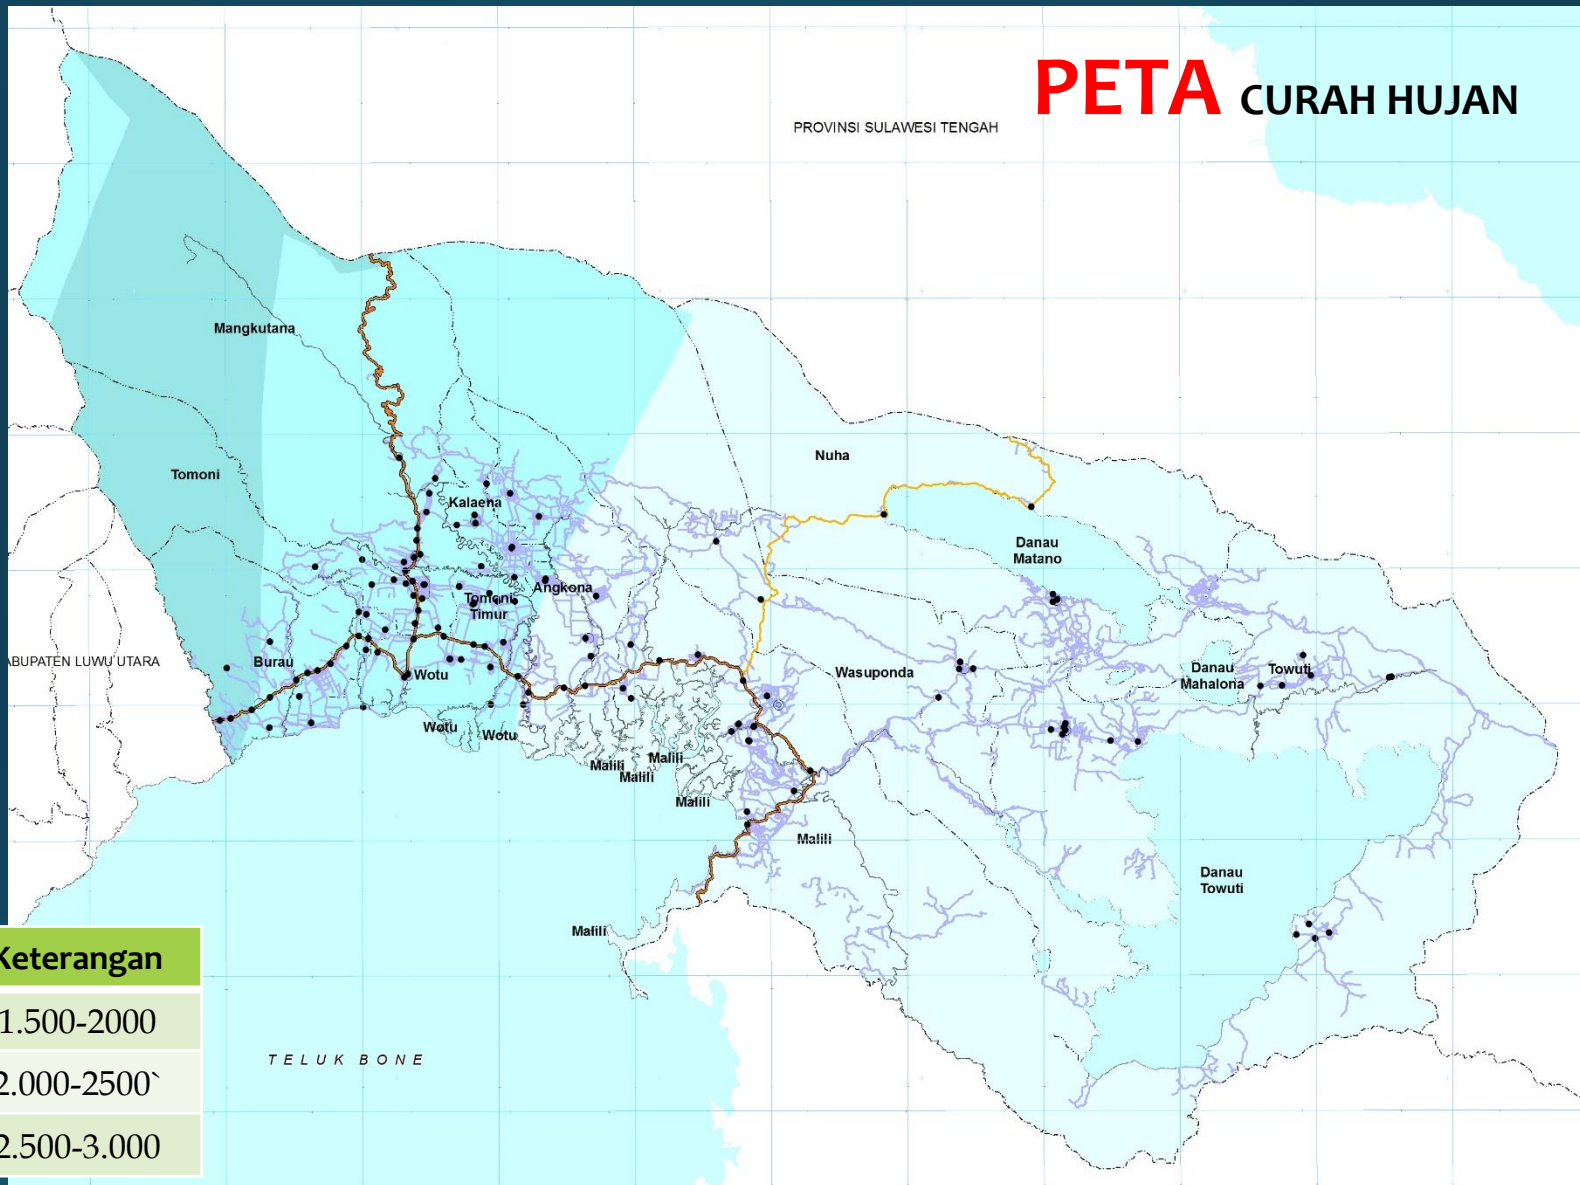 PETA CURAH HUJAN
PROVINSI SULAWESI TENGAH
Mangkutana
Nuha
Tomoni
Kalaena
Danau
Matano
Angkona
Tomoni
Timur
ABUPATEN LUWU UTARA
Burau
Wotu
Wasuponda
Danau
Mahalona
Towuti
Wotu
Wotu
Malili
Malili
Malili
Malili
Malili
Danau
Towuti
Malili
Keterangan
1.500-2000
2.000-2500`
2.500-3.000
TELUK BONE